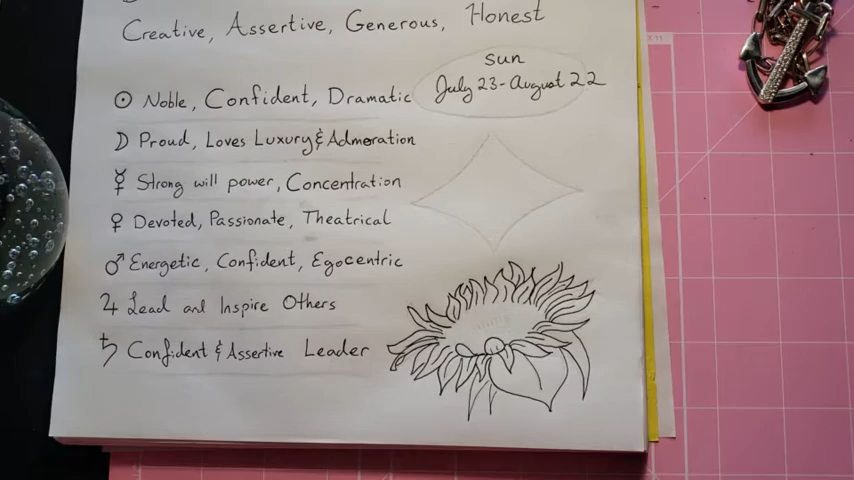 Creative, Assertive, Generous, Honest
sun
July 23-August 22
☉ Noble, Confident, Dramatic
☽ Proud, Loves Luxury & Admoration
☿ Strong will power, Concentration
♀ Devoted, Passionate, Theatrical
♂ Energetic, Confident, Egocentric
♃ Lead and Inspire Others
♄ Confident & Assertive Leader